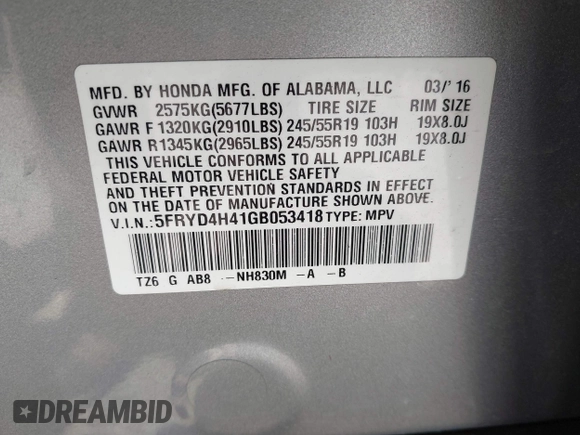 MFD. BY HONDA MFG. OF ALABAMA, LLC 03/' 16
GVWR 2575KG(5677LBS) TIRE SIZE RIM SIZE
GAWR F 1320KG(2910LBS) 245/55R19 103H 19X8.0J
GAWR R1345KG(2965LBS) 245/55R19 103H 19X8.0J
THIS VEHICLE CONFORMS TO ALL APPLICABLE
FEDERAL MOTOR VEHICLE SAFETY
AND THEFT PREVENTION STANDARDS IN EFFECT
ON THE DATE OF MANUFACTURE SHOWN ABOVE.
V.I.N.:5FRYD4H41GB053418 TYPE: MPV
TZ6 G AB8 -NH830M -A -B
DREAMBID